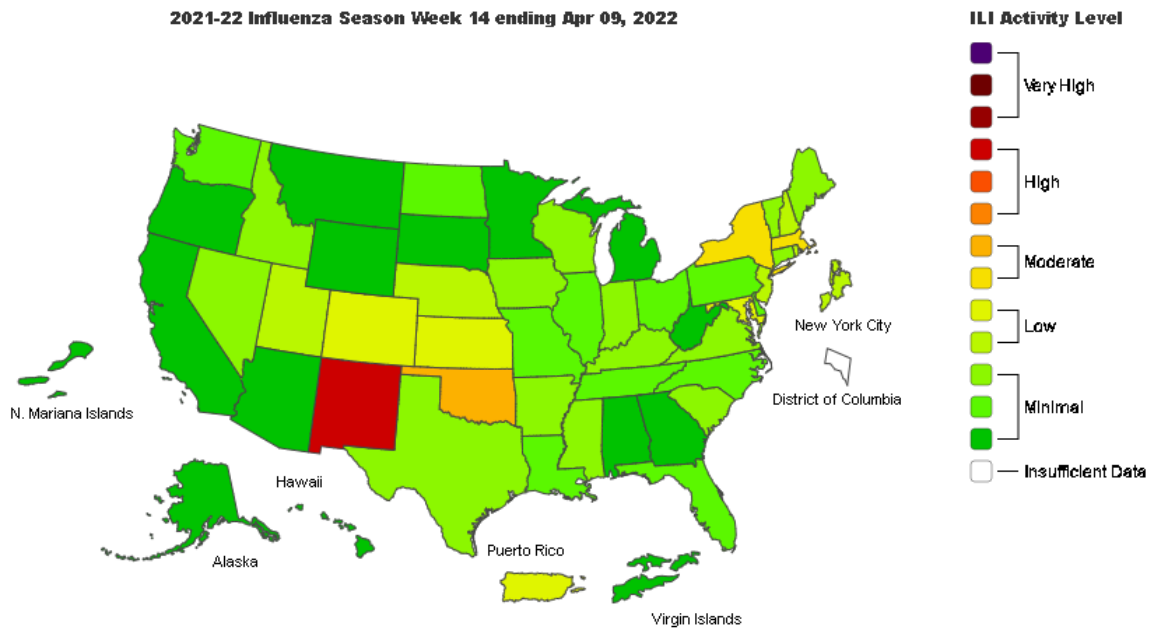 2021-22 Influenza Season Week 14 ending Apr 09, 2022
ILI Activity Level
Very High
High
Moderate
Low
Minimal
Insufficient Data
New York City
District of Columbia
N. Mariana Islands
Hawaii
Alaska
Puerto Rico
Virgin Islands